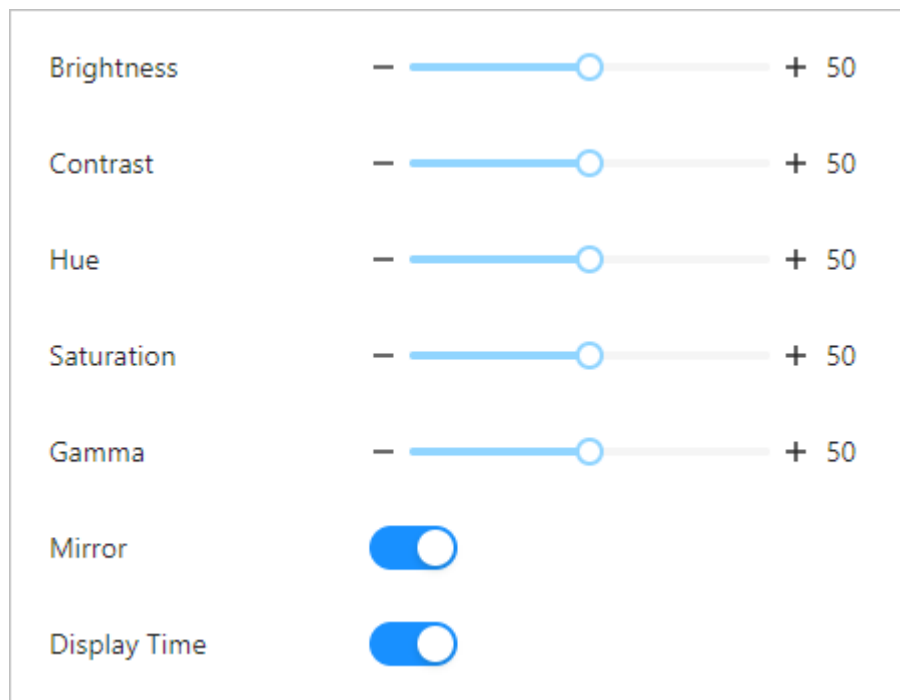 Brightness 50
Contrast 50
Hue 50
Saturation 50
Gamma 50
Mirror
Display Time